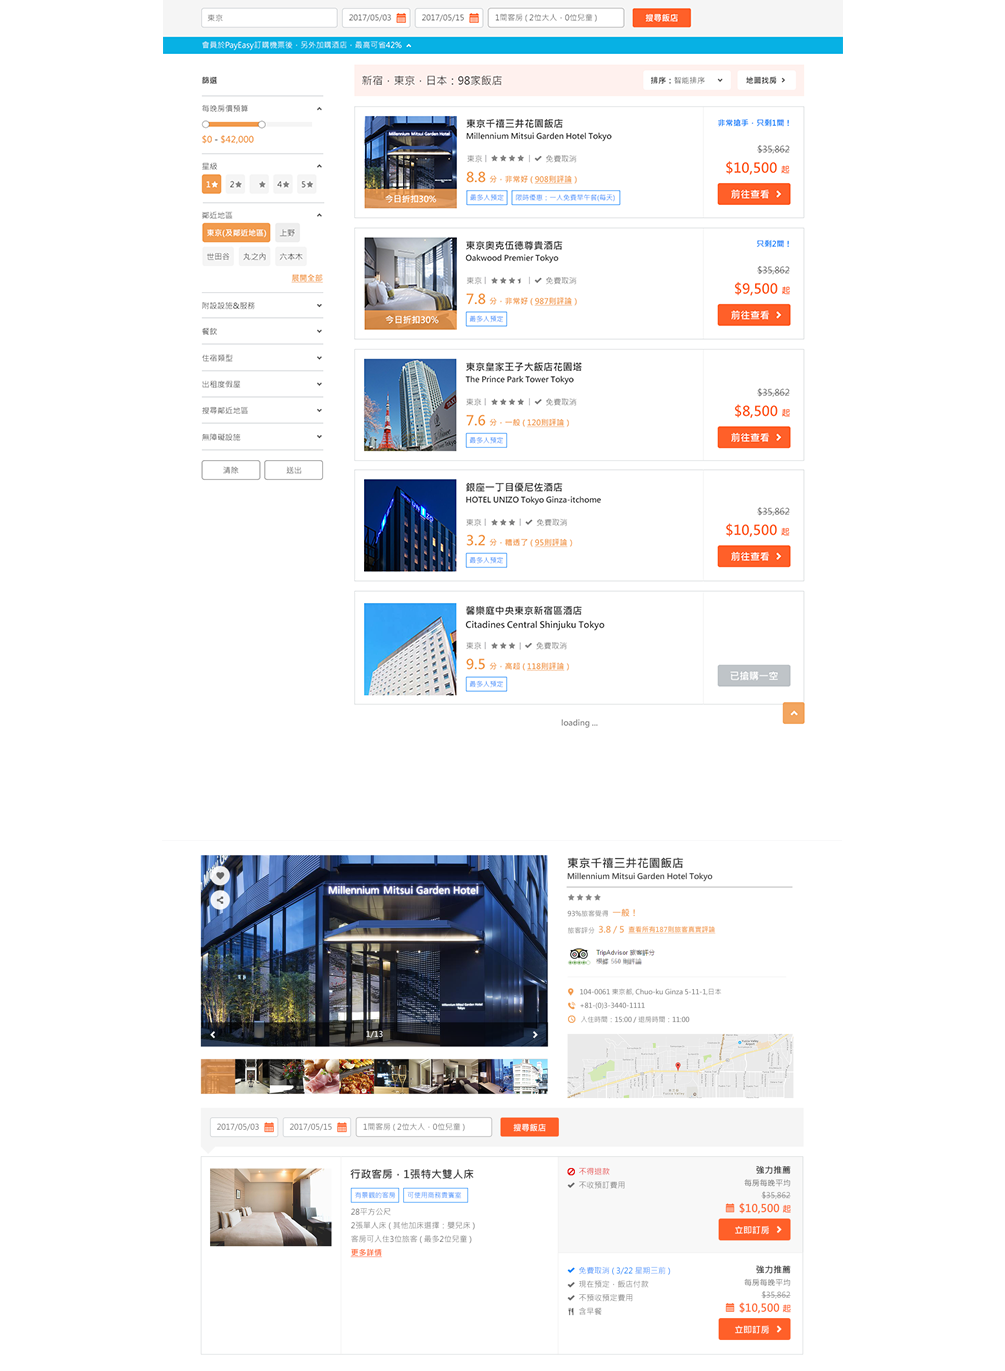 東京
2017/05/03
2017/05/15
1間客房 ( 2位大人‧0位兒童 )
搜尋飯店
會員於PayEasy訂購機票後‧另外加購酒店‧最高可省42%
篩選
每晚房價預算
$0 - $42,000
星級
1★ 2★ ★ 4★ 5★
鄰近地區
東京(及鄰近地區) 上野
世田谷 丸之內 六本木
展開全部
附設設施&服務
餐飲
住宿類型
出租度假屋
搜尋鄰近地區
無障礙設施
清除 送出
新宿‧東京‧日本：98家飯店
排序：智能排序
地圖找房
東京千禧三井花園飯店
Millennium Mitsui Garden Hotel Tokyo
東京 | ★★★★ | ✔ 免費取消
8.8 分‧非常好 ( 908則評論 )
最多人預定 限時優惠：一人免費早午餐(每天)
Millennium Mitsui Garden Hotel
今日折扣30%
非常搶手‧只剩1間！
$35,862
$10,500 起
前往查看
東京奧克伍德尊貴酒店
Oakwood Premier Tokyo
東京 | | ✔ 免費取消
7.8 分‧非常好 ( 987則評論 )
最多人預定
今日折扣30%
只剩2間！
$35,862
$9,500 起
前往查看
東京皇家王子大飯店花園塔
The Prince Park Tower Tokyo
東京 | ★★★★ | ✔ 免費取消
7.6 分‧一般 ( 120則評論 )
最多人預定
$35,862
$8,500 起
前往查看
銀座一丁目優尼佐酒店
HOTEL UNIZO Tokyo Ginza-itchome
東京 | ★★★ | ✔ 免費取消
3.2 分‧糟透了 ( 95則評論 )
最多人預定
$35,862
$10,500 起
前往查看
馨樂庭中央東京新宿區酒店
Citadines Central Shinjuku Tokyo
東京 | ★★★ | ✔ 免費取消
9.5 分‧高超 ( 118則評論 )
最多人預定
已搶購一空
loading ...
Millennium Mitsui Garden Hotel
Millennium Mitsui Garden Hotel
Tokyo
1/13
東京千禧三井花園飯店
Millennium Mitsui Garden Hotel Tokyo
★★★★
93%旅客覺得 一般！
旅客評分 3.8 / 5 查看所有187則旅客真實評論
TripAdvisor 旅客評分
根據 560 則評論
104-0061 東京都, Chuo-ku Ginza 5-11-1,日本
+81-(0)3-3440-1111
入住時間：15:00 / 退房時間：11:00
2017/05/03
2017/05/15
1間客房 ( 2位大人‧0位兒童 )
搜尋飯店
行政客房‧1張特大雙人床
有景觀的客房 可使用商務貴賓室
28平方公尺
2張單人床 ( 其他加床選擇：嬰兒床 )
客房可入住3位旅客 ( 最多2位兒童 )
更多詳情
不得退款
✔ 不收預訂費用
強力推薦
每房每晚平均
$35,862
$10,500 起
立即訂房
✔ 免費取消 ( 3/22 星期三前 )
✔ 現在預定‧飯店付款
✔ 不預收預定費用
含早餐
強力推薦
每房每晚平均
$35,862
$10,500 起
立即訂房